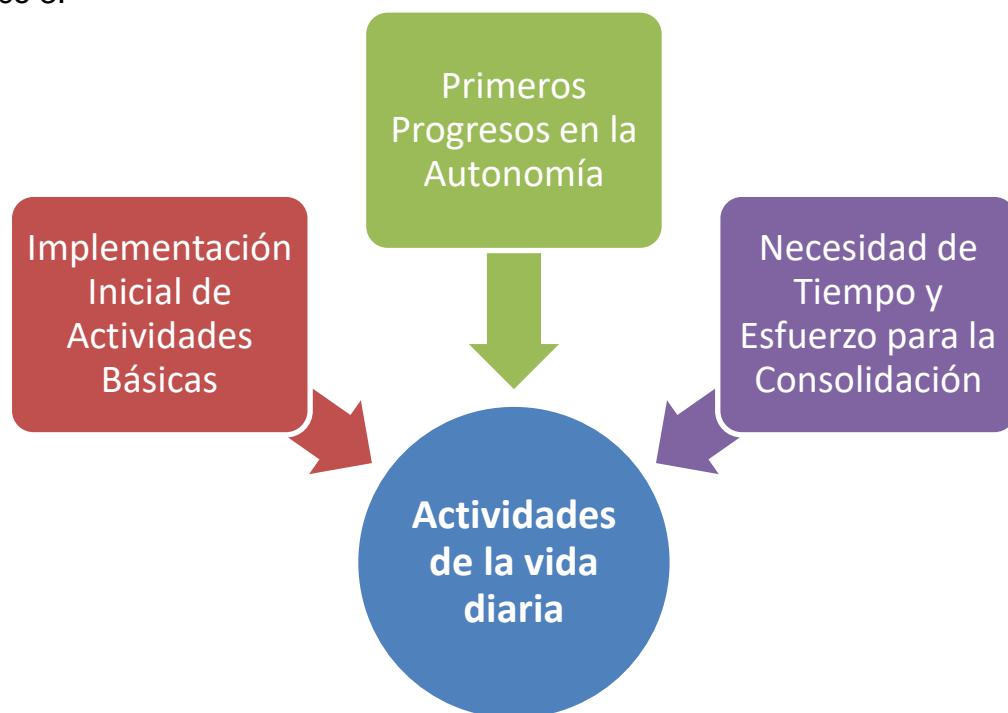 Primeros
Progresos en la
Autonomía
Implementación
Inicial de
Actividades
Básicas
Necesidad de
Tiempo y
Esfuerzo para la
Consolidación
Actividades
de la vida
diaria